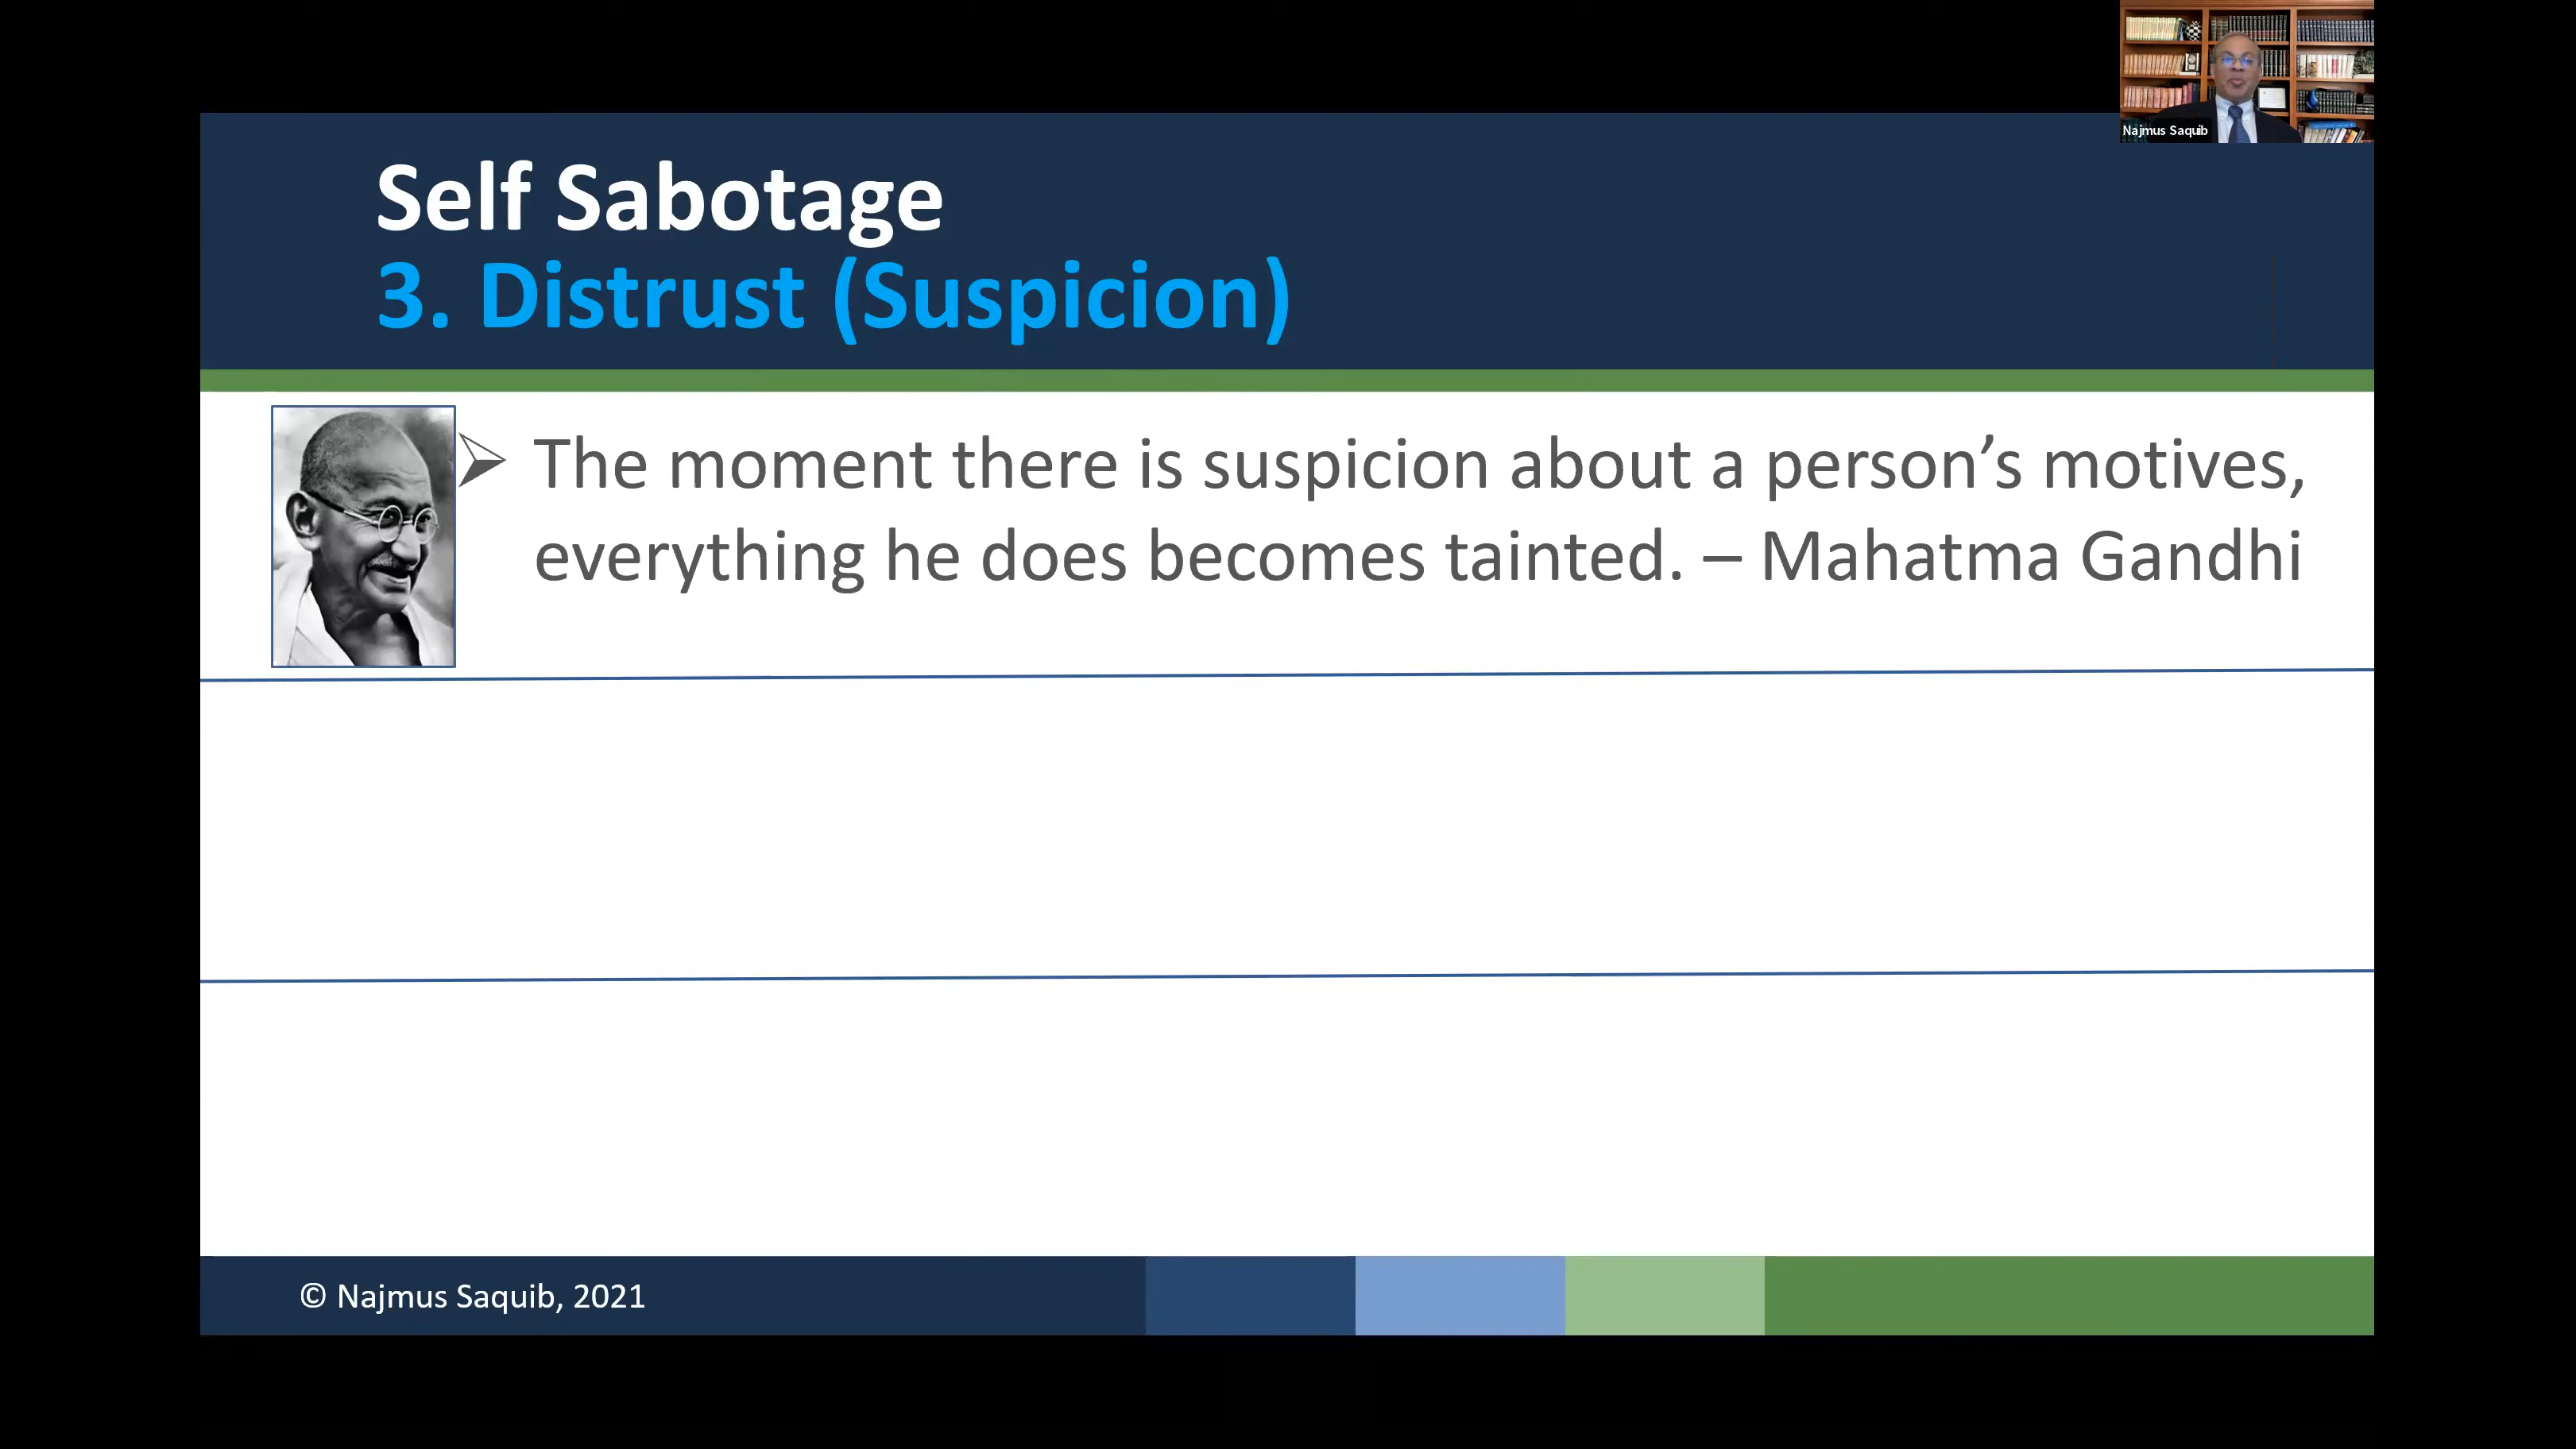 Najmus Saquib
Self Sabotage
3. Distrust (Suspicion)
The moment there is suspicion about a person’s motives,
everything he does becomes tainted. – Mahatma Gandhi
© Najmus Saquib, 2021